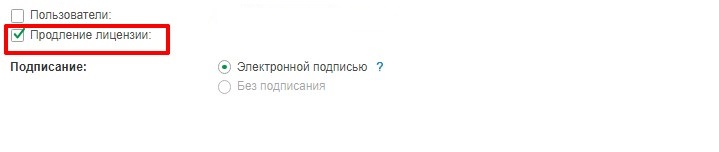 Пользователи:
Продление лицензии:
Подписание: Электронной подписью ?
Без подписания